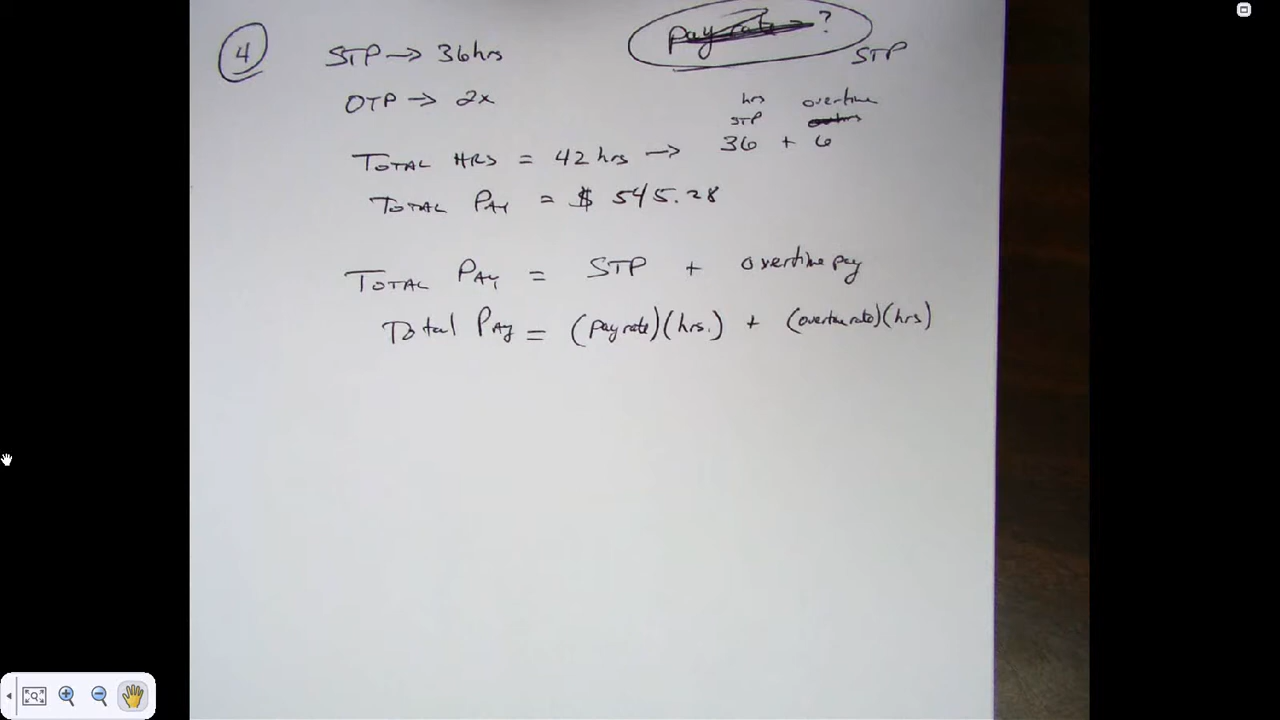 4
STP → 36hrs
pay rate ?
STP
OTP → 2x
hrs overtime
STP
TOTAL HRS = 42 hrs → 36 + 6
TOTAL PAY = $ 545.28
TOTAL PAY = STP + overtime pay
Total PAy = (pay rate)(hrs.) + (overtime rate)(hrs)